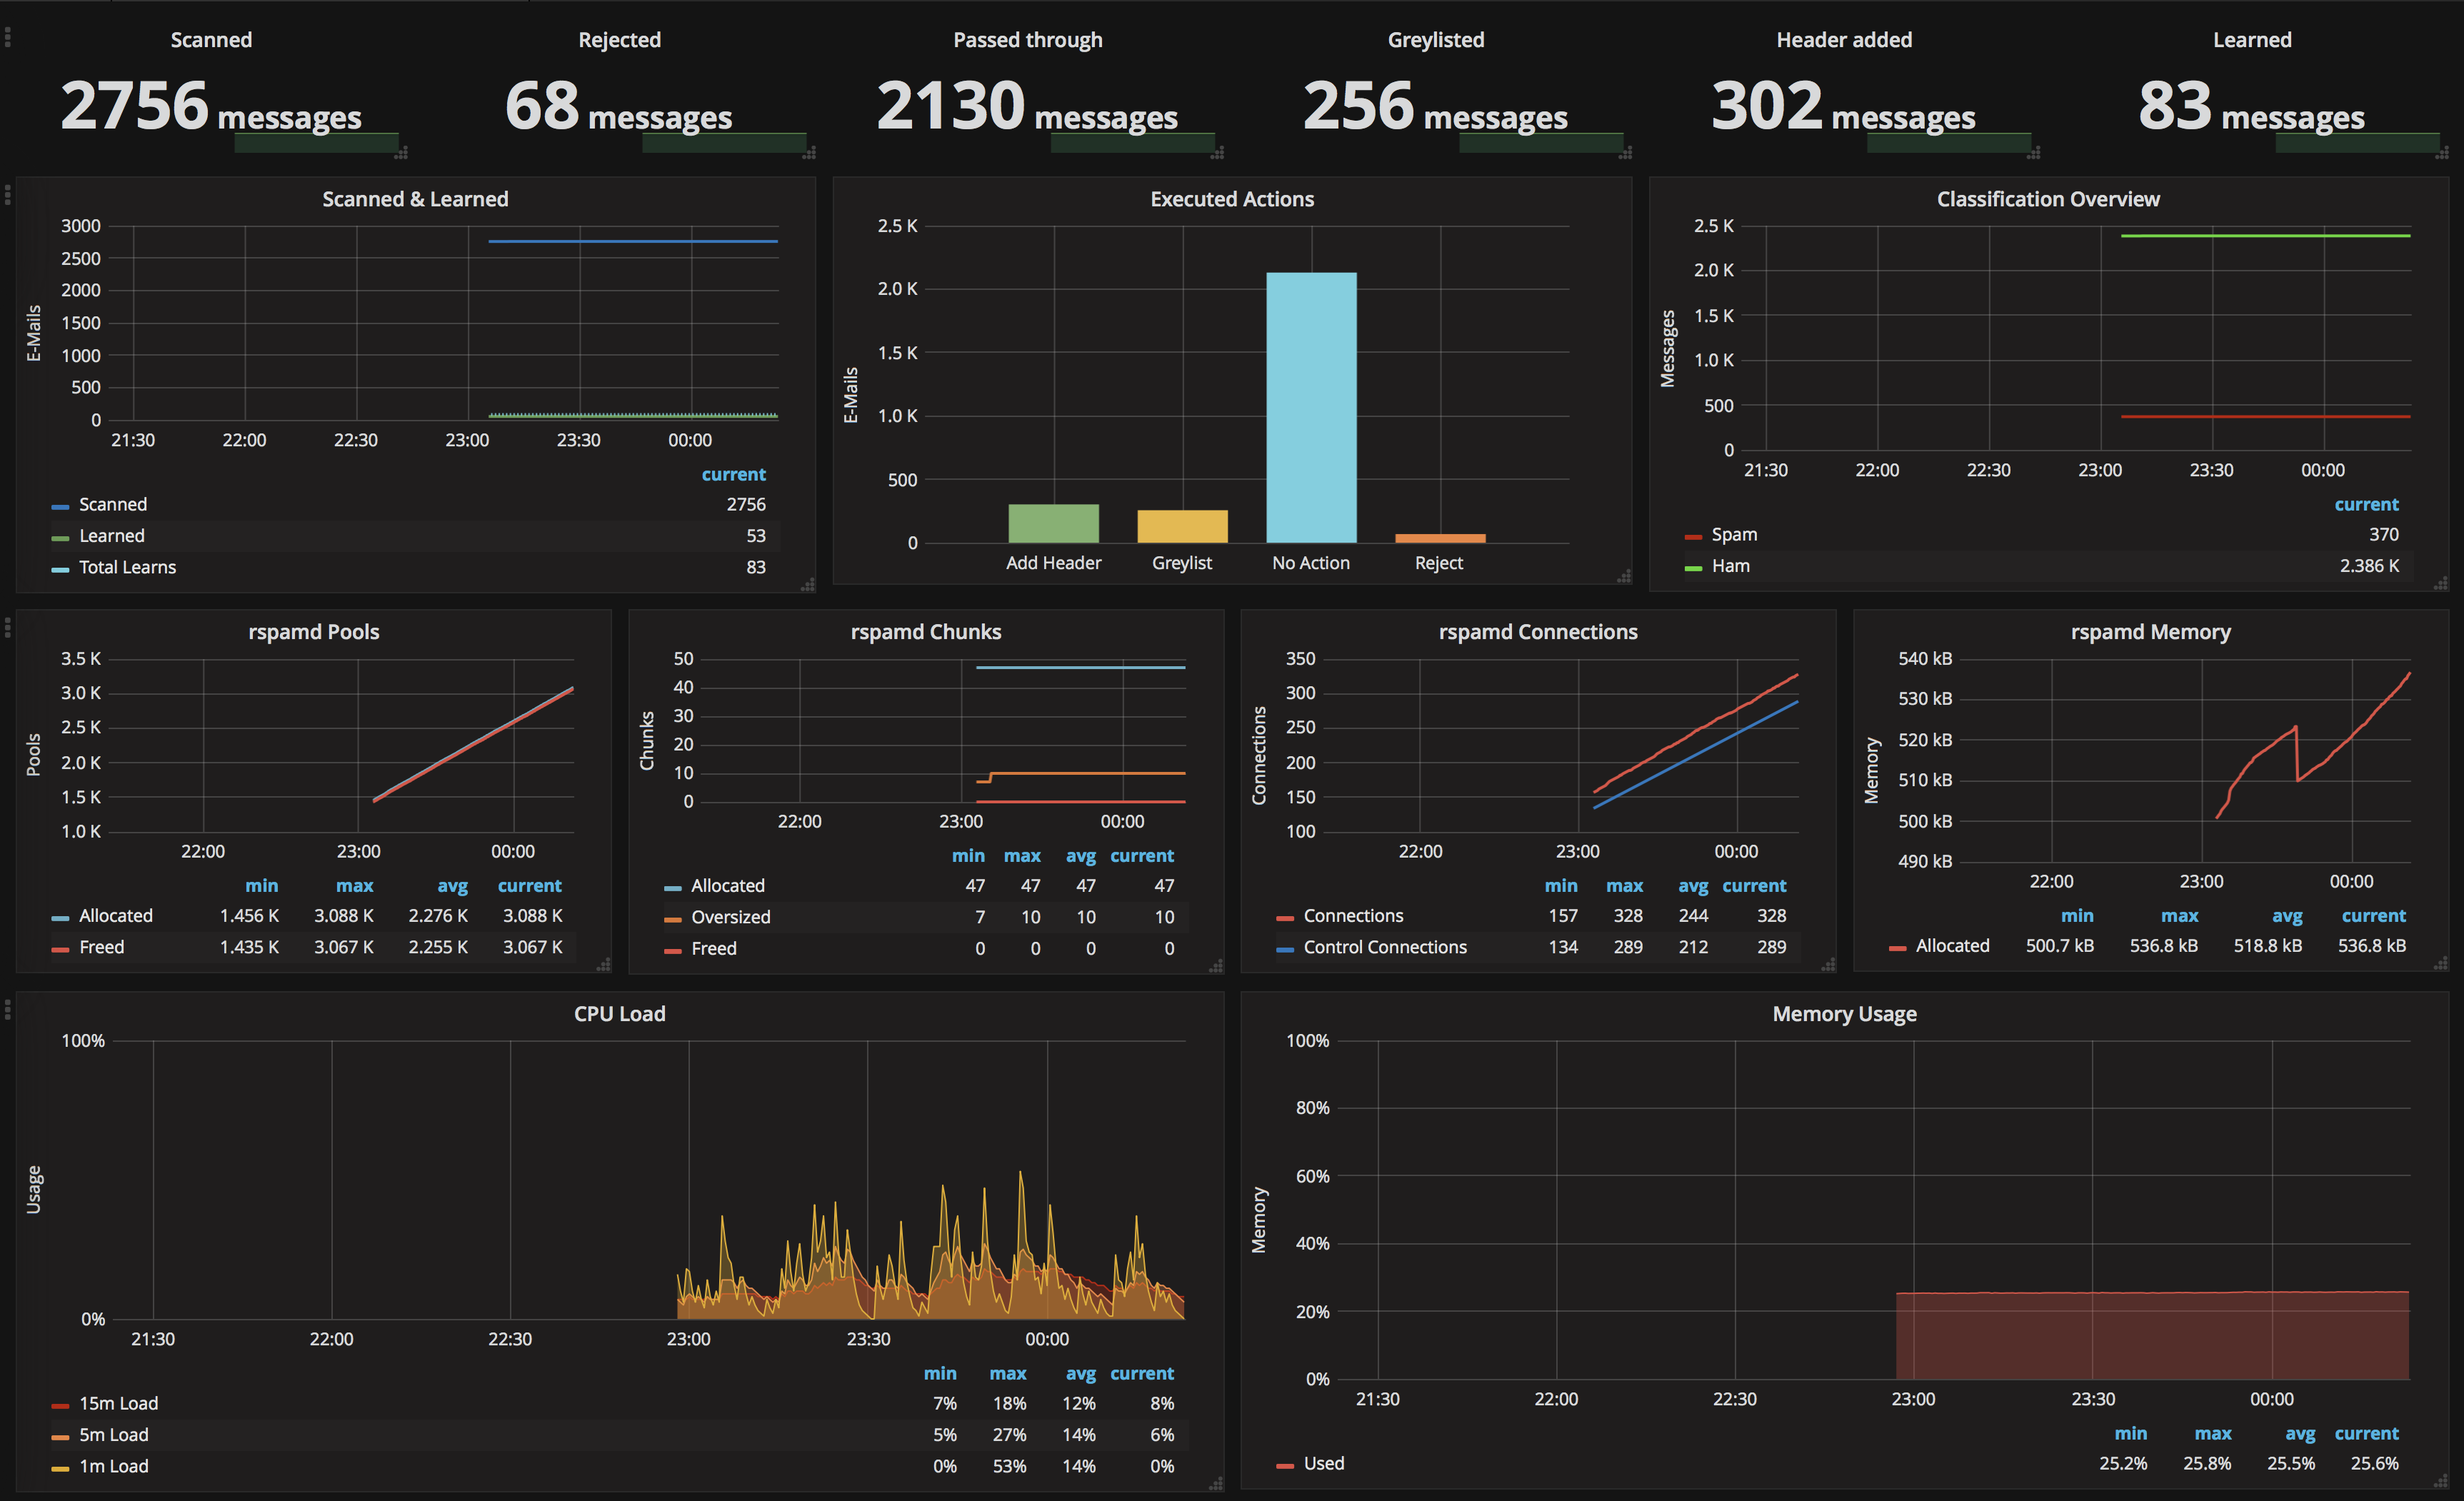 Scanned
2756 messages
Rejected
68 messages
Passed through
2130 messages
Greylisted
256 messages
Header added
302 messages
Learned
83 messages
Scanned & Learned
E-Mails
3000
2500
2000
1500
1000
500
0
21:30 22:00 22:30 23:00 23:30 00:00
current
Scanned 2756
Learned 53
Total Learns 83
Executed Actions
E-Mails
2.5 K
2.0 K
1.5 K
1.0 K
500
0
Add Header Greylist No Action Reject
Classification Overview
Messages
2.5 K
2.0 K
1.5 K
1.0 K
500
0
21:30 22:00 22:30 23:00 23:30 00:00
current
Spam 370
Ham 2.386 K
rspamd Pools
Pools
3.5 K
3.0 K
2.5 K
2.0 K
1.5 K
1.0 K
22:00 23:00 00:00
min max avg current
Allocated 1.456 K 3.088 K 2.276 K 3.088 K
Freed 1.435 K 3.067 K 2.255 K 3.067 K
rspamd Chunks
Chunks
50
40
30
20
10
0
22:00 23:00 00:00
min max avg current
Allocated 47 47 47 47
Oversized 7 10 10 10
Freed 0 0 0 0
rspamd Connections
Connections
350
300
250
200
150
100
22:00 23:00 00:00
min max avg current
Connections 157 328 244 328
Control Connections 134 289 212 289
rspamd Memory
Memory
540 kB
530 kB
520 kB
510 kB
500 kB
490 kB
22:00 23:00 00:00
min max avg current
Allocated 500.7 kB 536.8 kB 518.8 kB 536.8 kB
CPU Load
Usage
100%
0%
21:30 22:00 22:30 23:00 23:30 00:00
min max avg current
15m Load 7% 18% 12% 8%
5m Load 5% 27% 14% 6%
1m Load 0% 53% 14% 0%
Memory Usage
Memory
100%
80%
60%
40%
20%
0%
21:30 22:00 22:30 23:00 23:30 00:00
min max avg current
Used 25.2% 25.8% 25.5% 25.6%